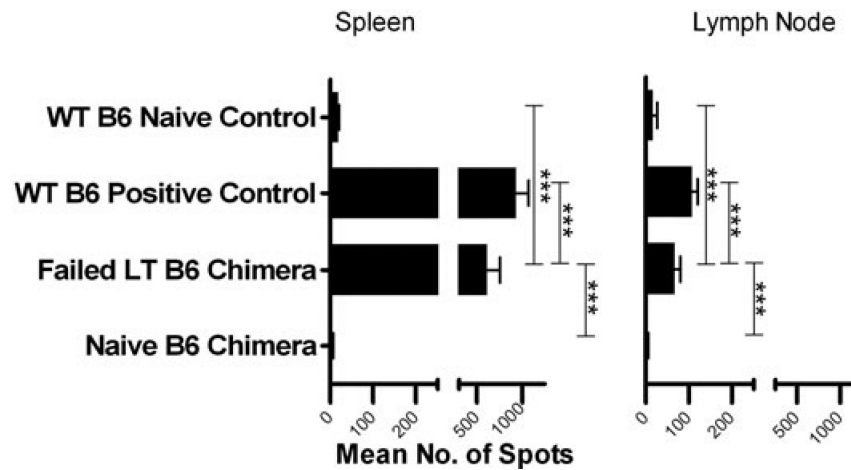 Spleen
Lymph Node
WT B6 Naive Control
WT B6 Positive Control
Failed LT B6 Chimera
Naive B6 Chimera
***
***
***
***
***
***
0
100
200
500
1000
0
100
200
500
1000
Mean No. of Spots